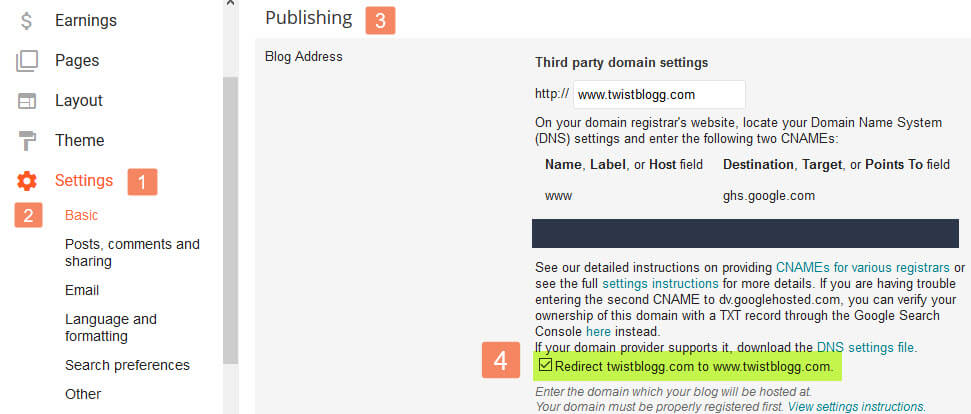 Earnings
Pages
Layout
Theme
Settings 1
2 Basic
Posts, comments and
sharing
Email
Language and
formatting
Search preferences
Other
Publishing 3
Blog Address
Third party domain settings
http:// www.twistblogg.com
On your domain registrar's website, locate your Domain Name System
(DNS) settings and enter the following two CNAMEs:
Name, Label, or Host field Destination, Target, or Points To field
www ghs.google.com
See our detailed instructions on providing CNAMEs for various registrars or
see the full settings instructions for more details. If you are having trouble
entering the second CNAME to dv.googlehosted.com, you can verify your
ownership of this domain with a TXT record through the Google Search
Console here instead.
If your domain provider supports it, download the DNS settings file.
4 Redirect twistblogg.com to www.twistblogg.com.
Enter the domain which your blog will be hosted at.
Your domain must be properly registered first. View settings instructions.